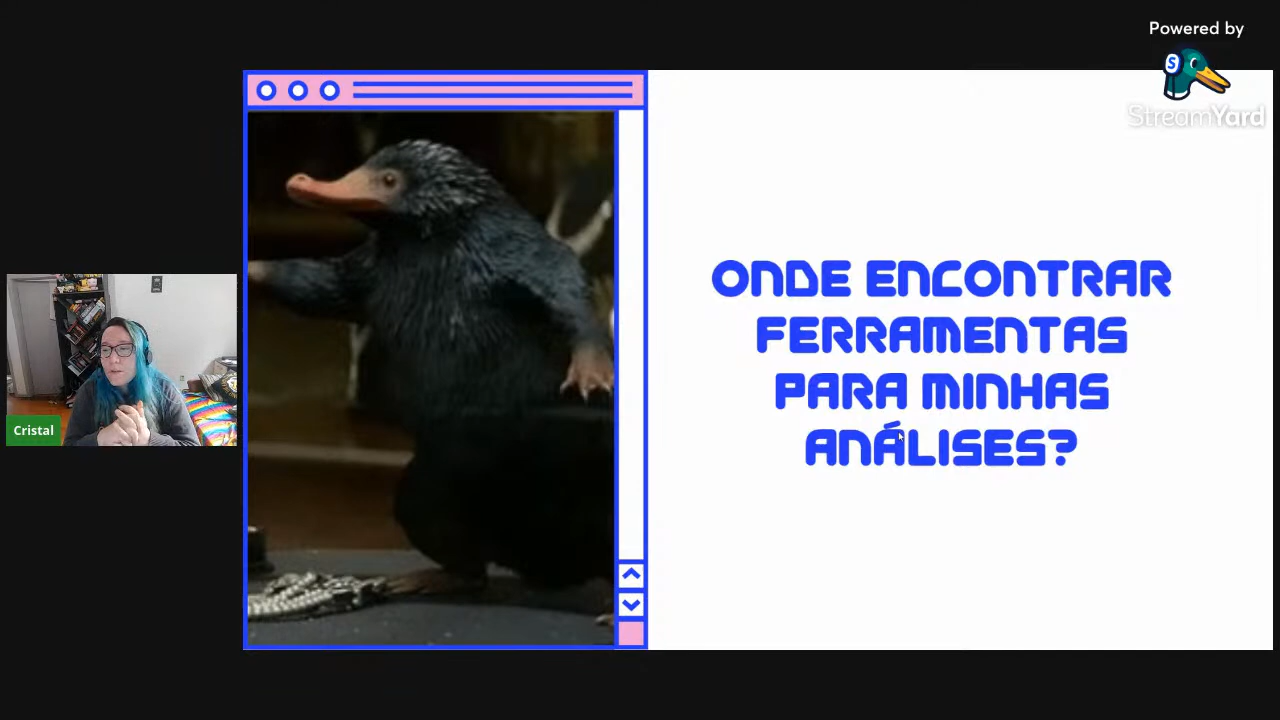 Powered by
S
StreamYard
ONDE ENCONTRAR
FERRAMENTAS
PARA MINHAS
ANÁLISES?
Cristal